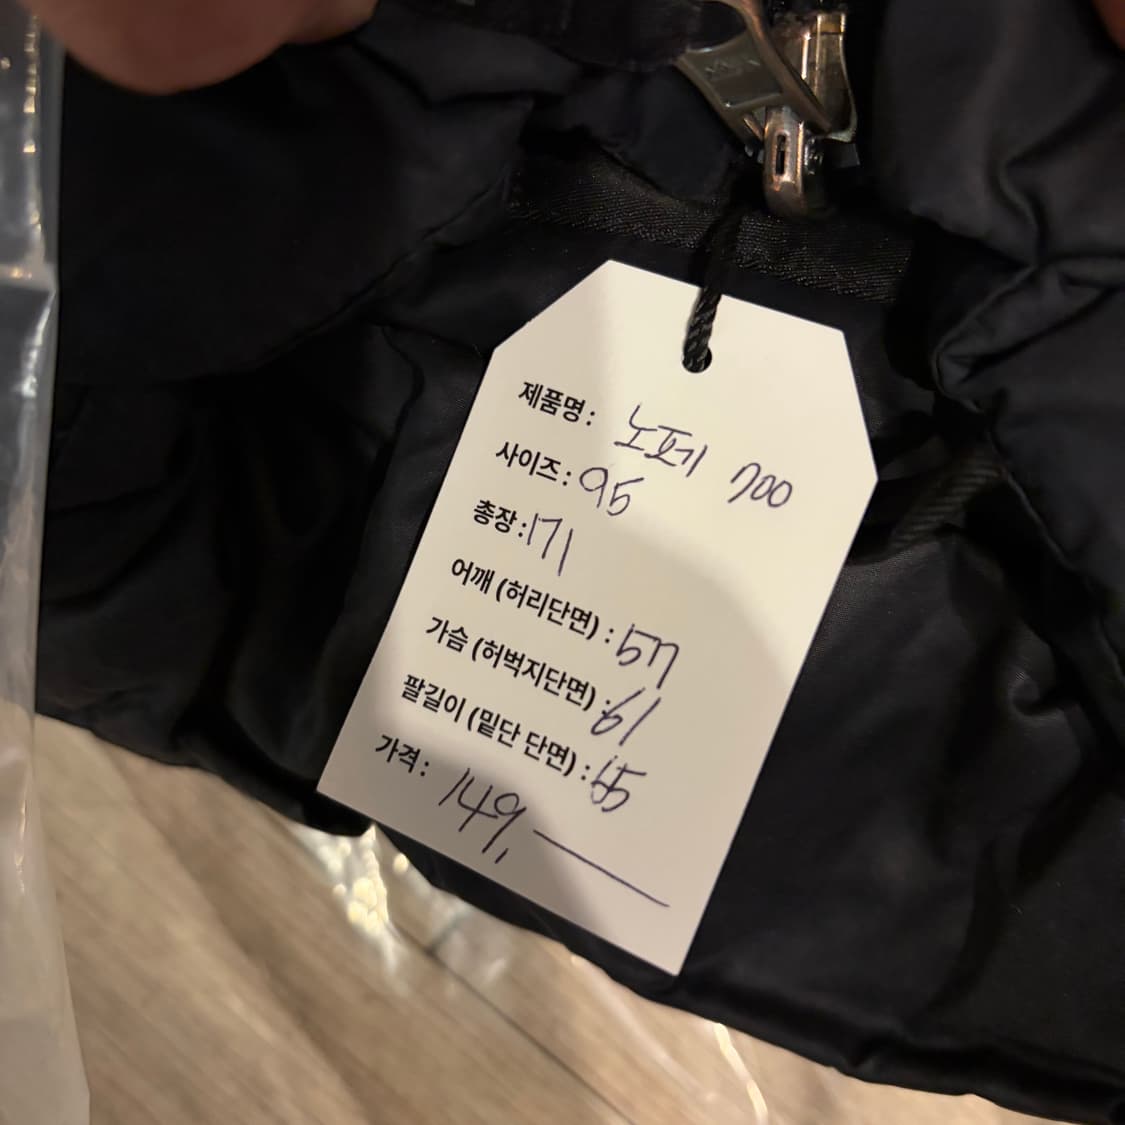 제품명: 노페 700
사이즈: 95
총장: 71
어깨 (허리단면) : 57
가슴 (허벅지단면) : 61
팔길이 (밑단 단면) : 65
가격: 149,—